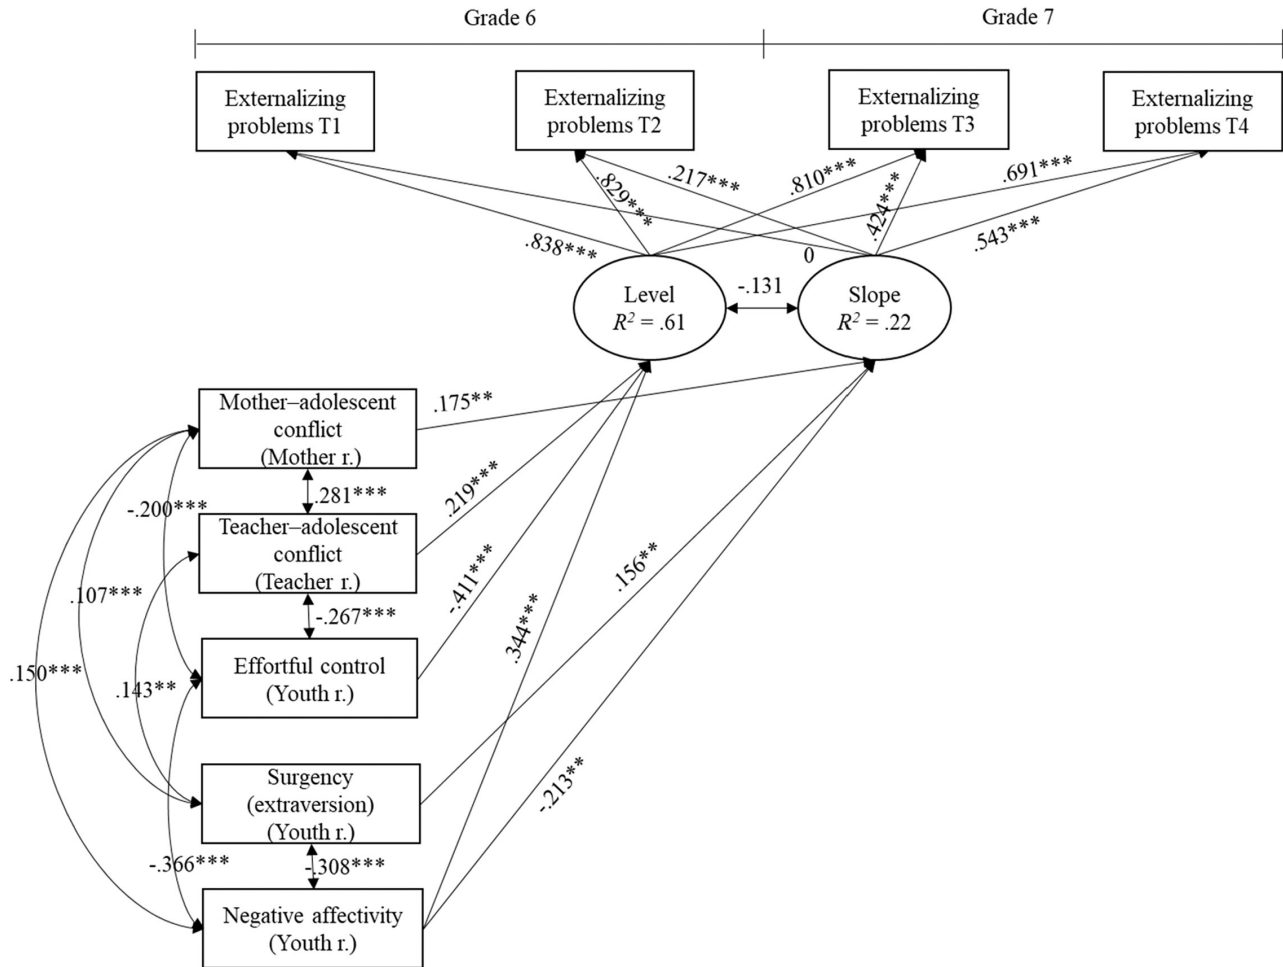 Grade 6
Grade 7
Externalizing
problems T1
Externalizing
problems T2
Externalizing
problems T3
Externalizing
problems T4
.838***
.829***
.217***
.810***
.424***
.691***
.543***
0
Level
R² = .61
-.131
Slope
R² = .22
Mother–adolescent
conflict
(Mother r.)
.175**
.281***
-.200***
Teacher–adolescent
conflict
(Teacher r.)
.219***
-.267***
.107***
Effortful control
(Youth r.)
-.411***
.150***
.143**
Surgency
(extraversion)
(Youth r.)
.156**
-.308***
-.366***
Negative affectivity
(Youth r.)
.344***
-.213**